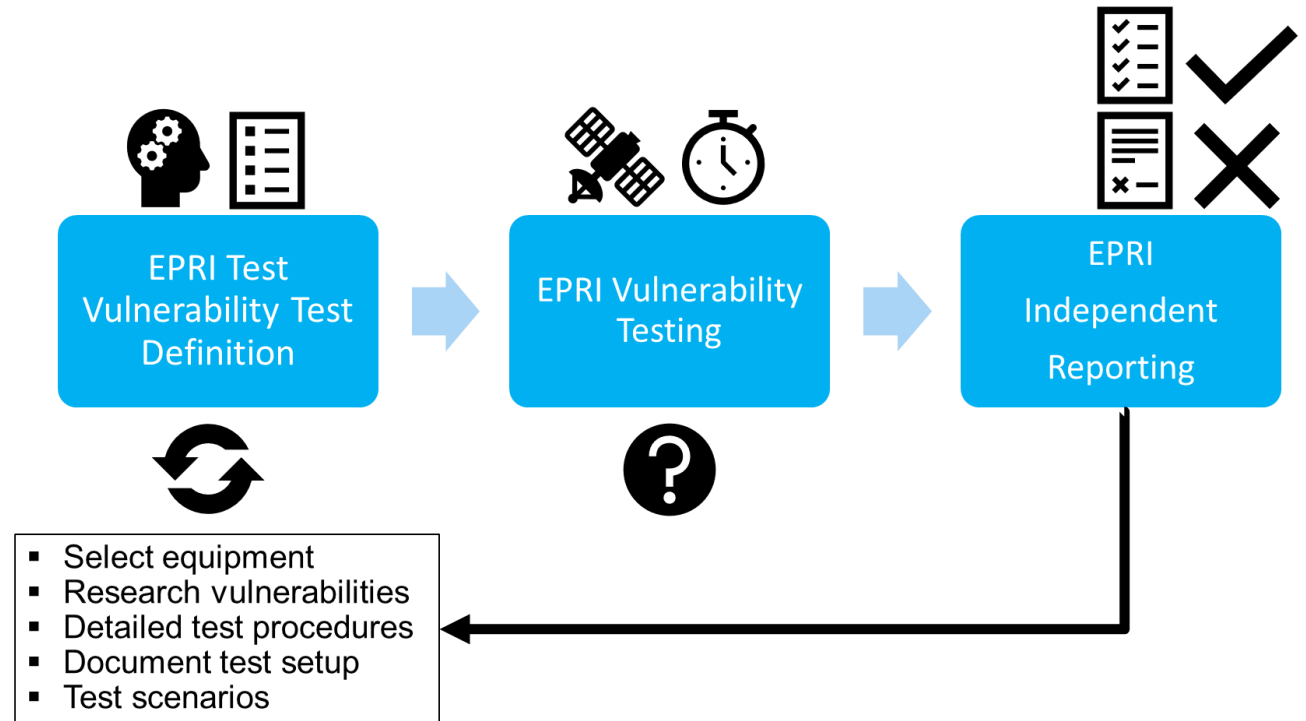 EPRI Test
Vulnerability Test
Definition
EPRI Vulnerability
Testing
EPRI
Independent
Reporting
▪ Select equipment
▪ Research vulnerabilities
▪ Detailed test procedures
▪ Document test setup
▪ Test scenarios